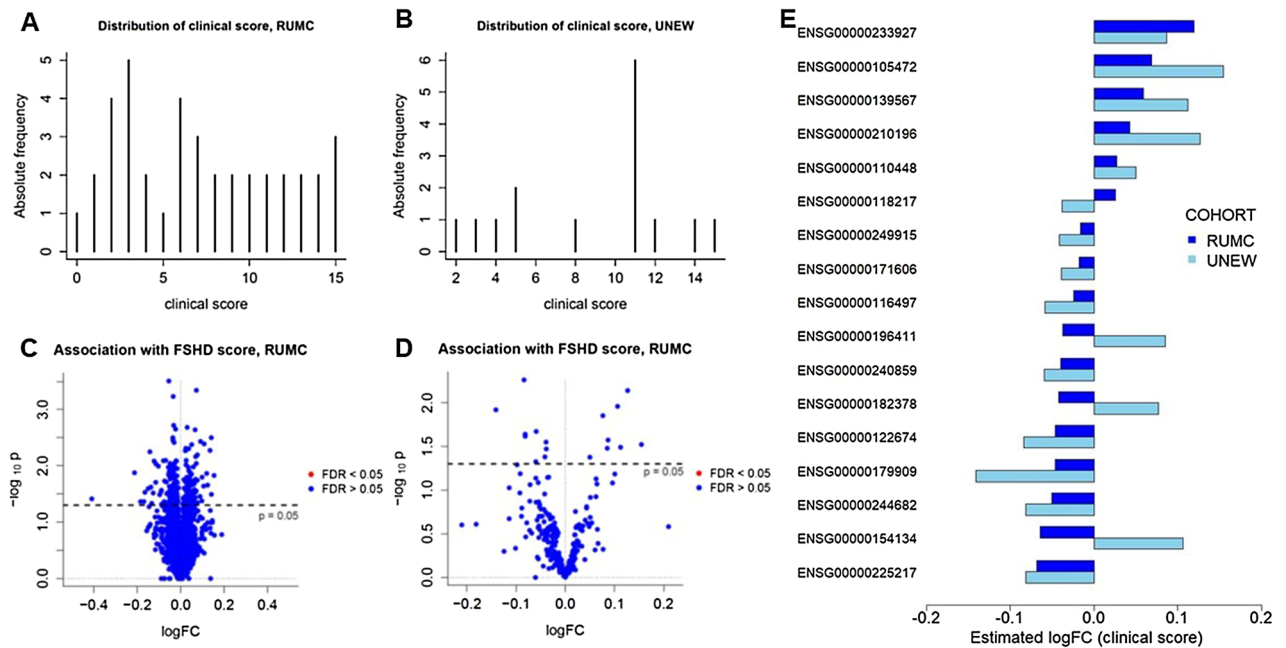 A
Distribution of clinical score, RUMC
Absolute frequency
5
4
3
2
1
0
0 5 10 15
clinical score
B
Distribution of clinical score, UNEW
Absolute frequency
6
5
4
3
2
1
0
2 4 6 8 10 12 14
clinical score
C
Association with FSHD score, RUMC
−log 10 p
3.0
2.0
1.0
0.0
p = 0.05
−0.4 −0.2 0.0 0.2 0.4
logFC
FDR < 0.05
FDR > 0.05
D
Association with FSHD score, RUMC
−log 10 p
2.0
1.5
1.0
0.5
0.0
p = 0.05
−0.2 −0.1 0.0 0.1 0.2
logFC
FDR < 0.05
FDR > 0.05
E
ENSG00000233927
ENSG00000105472
ENSG00000139567
ENSG00000210196
ENSG00000110448
ENSG00000118217
ENSG00000249915
ENSG00000171606
ENSG00000116497
ENSG00000196411
ENSG00000240859
ENSG00000182378
ENSG00000122674
ENSG00000179909
ENSG00000244682
ENSG00000154134
ENSG00000225217
COHORT
RUMC
UNEW
-0.2 -0.1 0.0 0.1 0.2
Estimated logFC (clinical score)